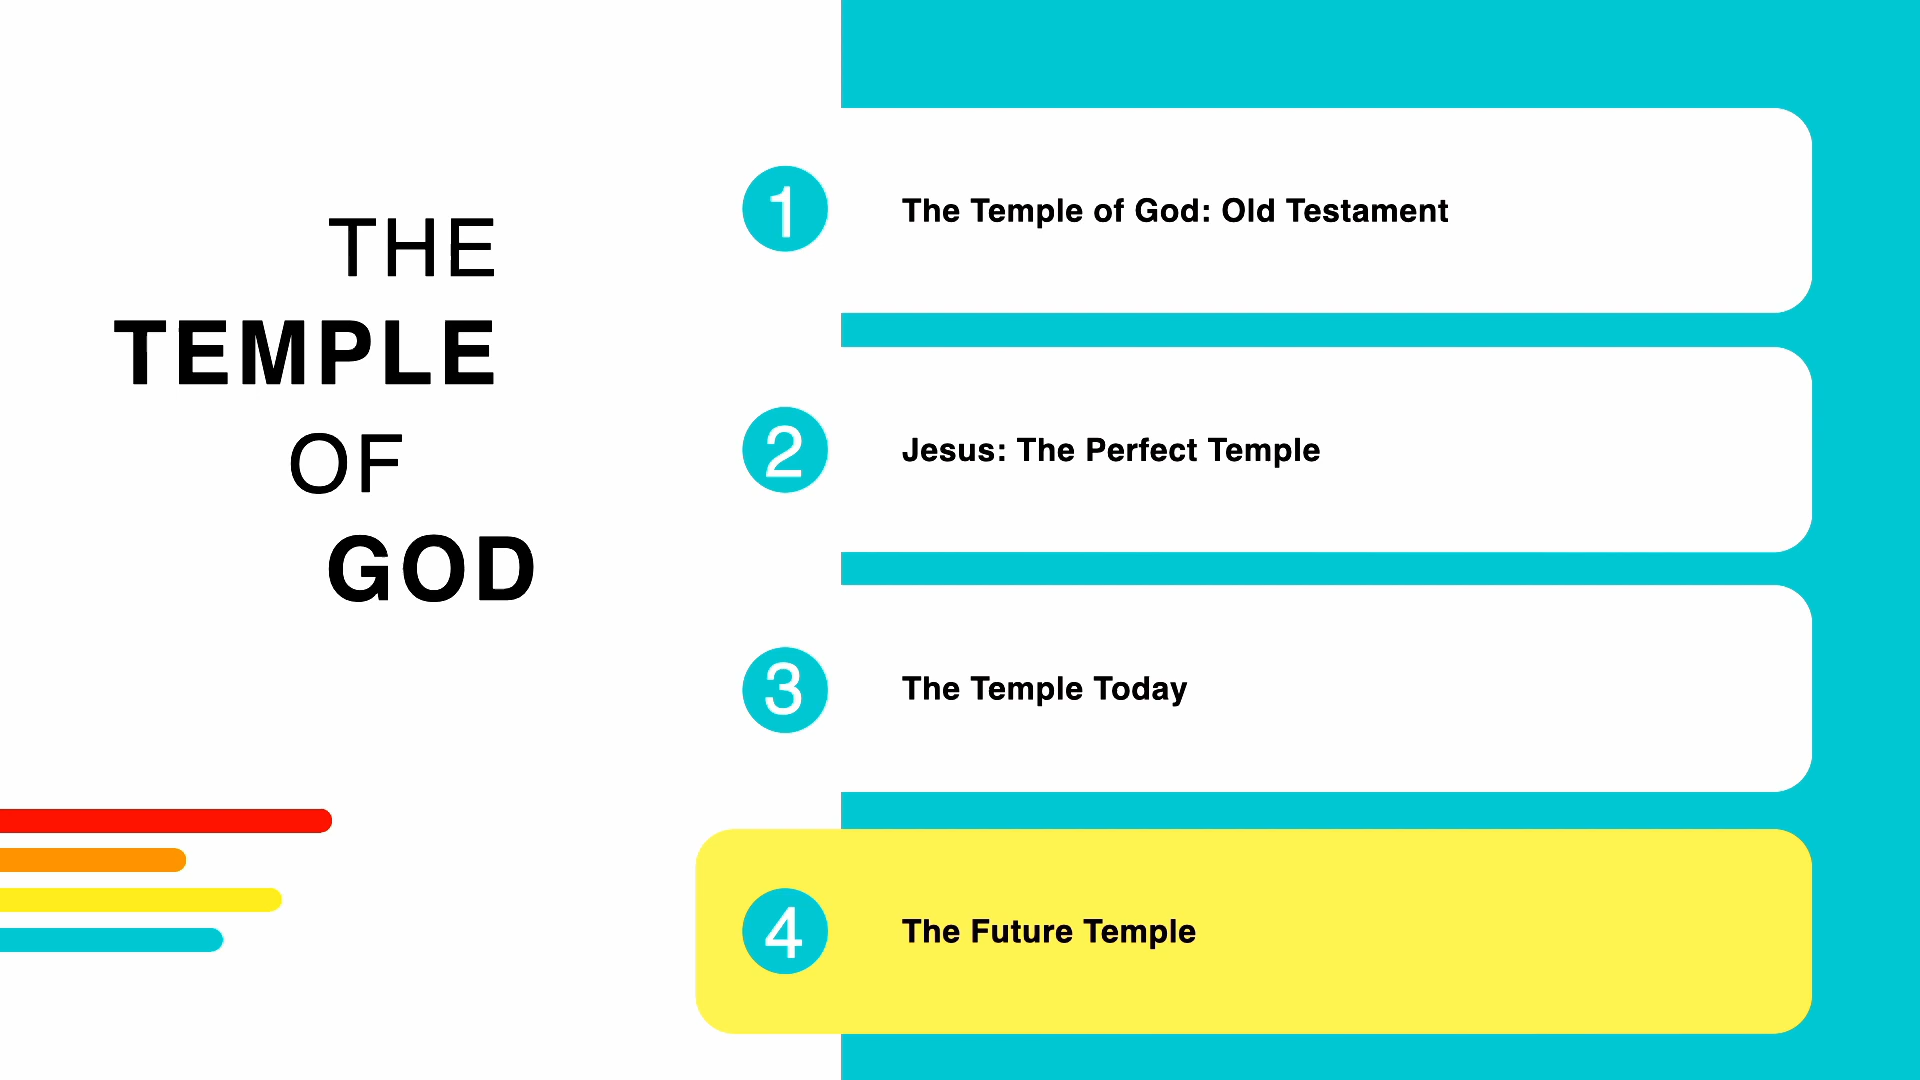 THE
TEMPLE
OF
GOD
1
The Temple of God: Old Testament
2
Jesus: The Perfect Temple
3
The Temple Today
4
The Future Temple